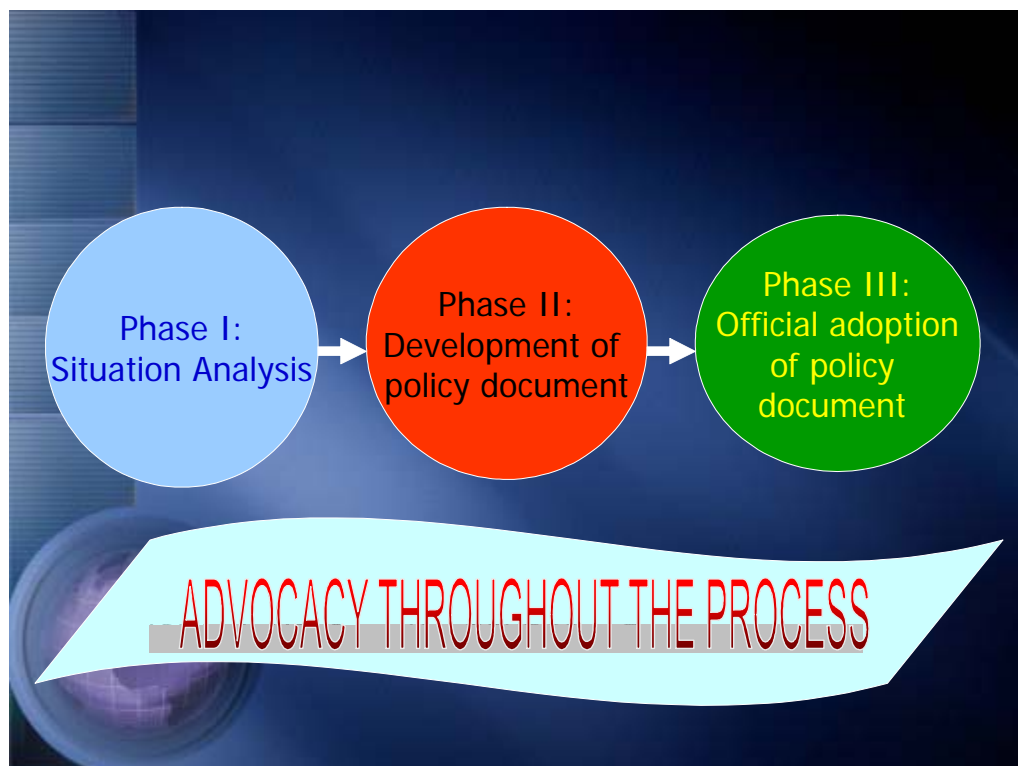 Phase I:
Situation Analysis
Phase II:
Development of
policy document
Phase III:
Official adoption
of policy
document
ADVOCACY THROUGHOUT THE PROCESS